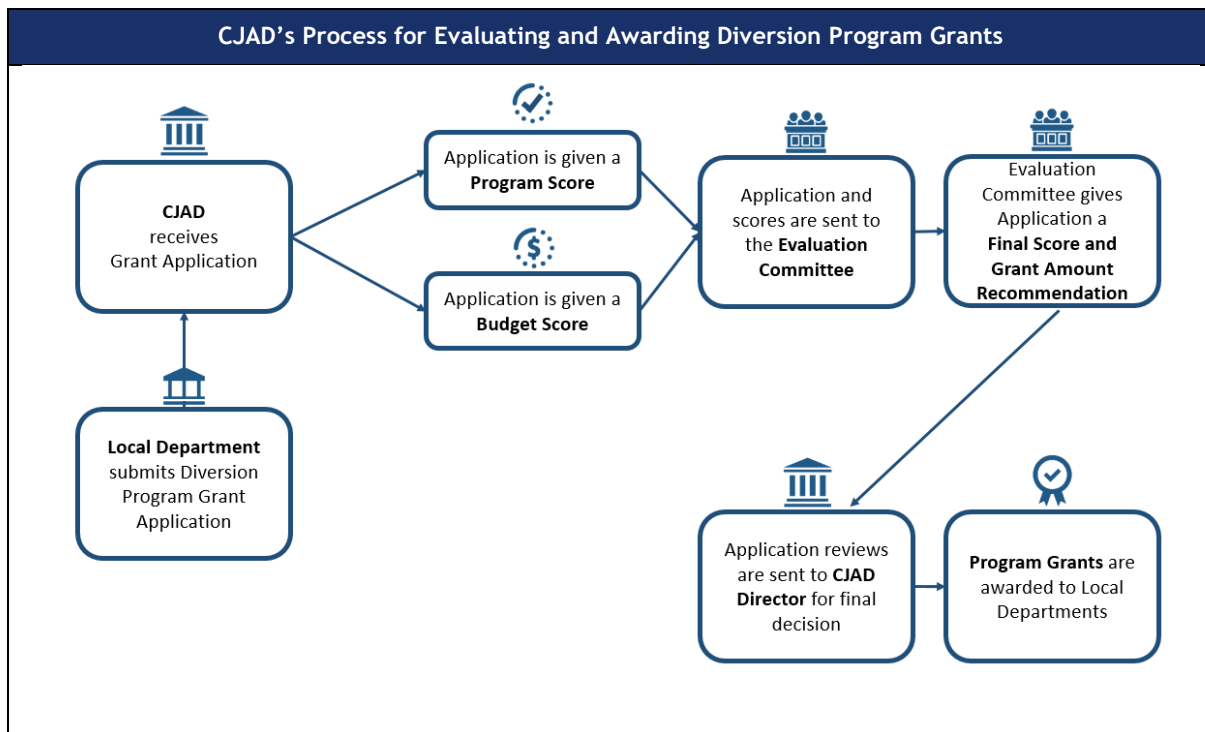 CJAD’s Process for Evaluating and Awarding Diversion Program Grants
Local Department
submits Diversion
Program Grant
Application
CJAD
receives
Grant Application
Application is given a
Program Score
Application is given a
Budget Score
Application and
scores are sent to
the Evaluation
Committee
Evaluation
Committee gives
Application a
Final Score and
Grant Amount
Recommendation
Application reviews
are sent to CJAD
Director for final
decision
Program Grants are
awarded to Local
Departments